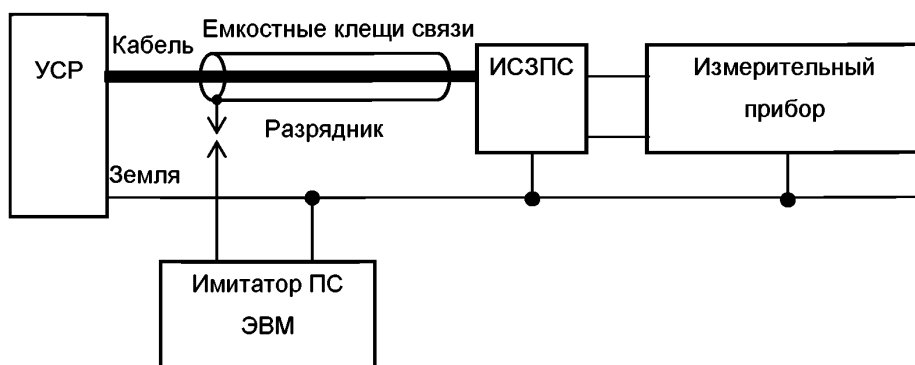 Емкостные клещи связи
Кабель
УСР
ИСЗПС
Измерительный
прибор
Разрядник
Земля
Имитатор ПС
ЭВМ